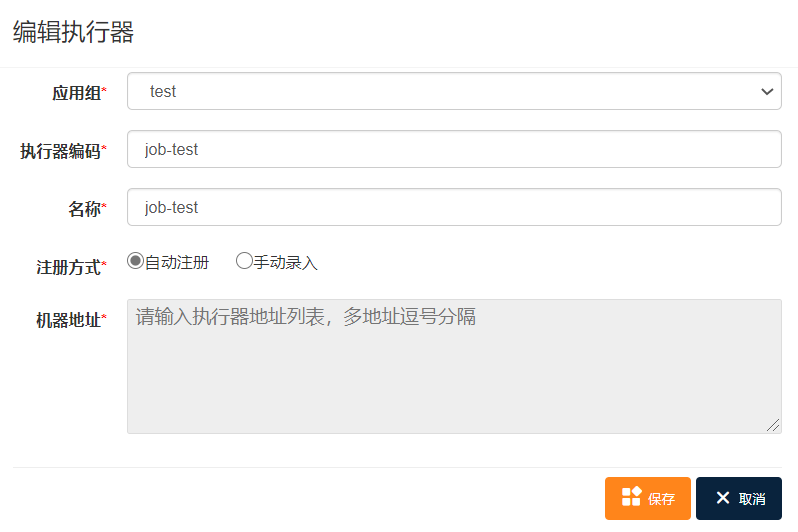 编辑执行器
应用组* test
执行器编码* job-test
名称* job-test
注册方式* 自动注册 手动录入
机器地址* 请输入执行器地址列表，多地址逗号分隔
保存 取消